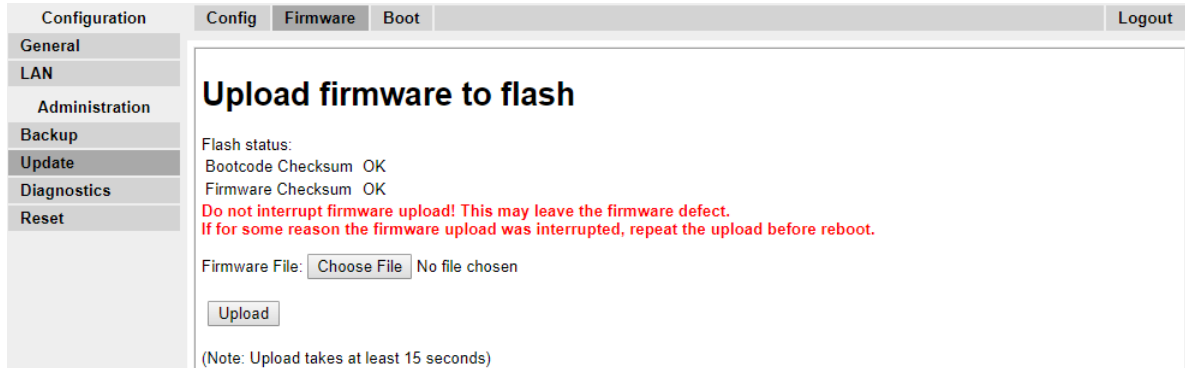 Configuration
General
LAN
Administration
Backup
Update
Diagnostics
Reset
Config Firmware Boot Logout
Upload firmware to flash
Flash status:
Bootcode Checksum OK
Firmware Checksum OK
Do not interrupt firmware upload! This may leave the firmware defect.
If for some reason the firmware upload was interrupted, repeat the upload before reboot.
Firmware File: Choose File No file chosen
Upload
(Note: Upload takes at least 15 seconds)